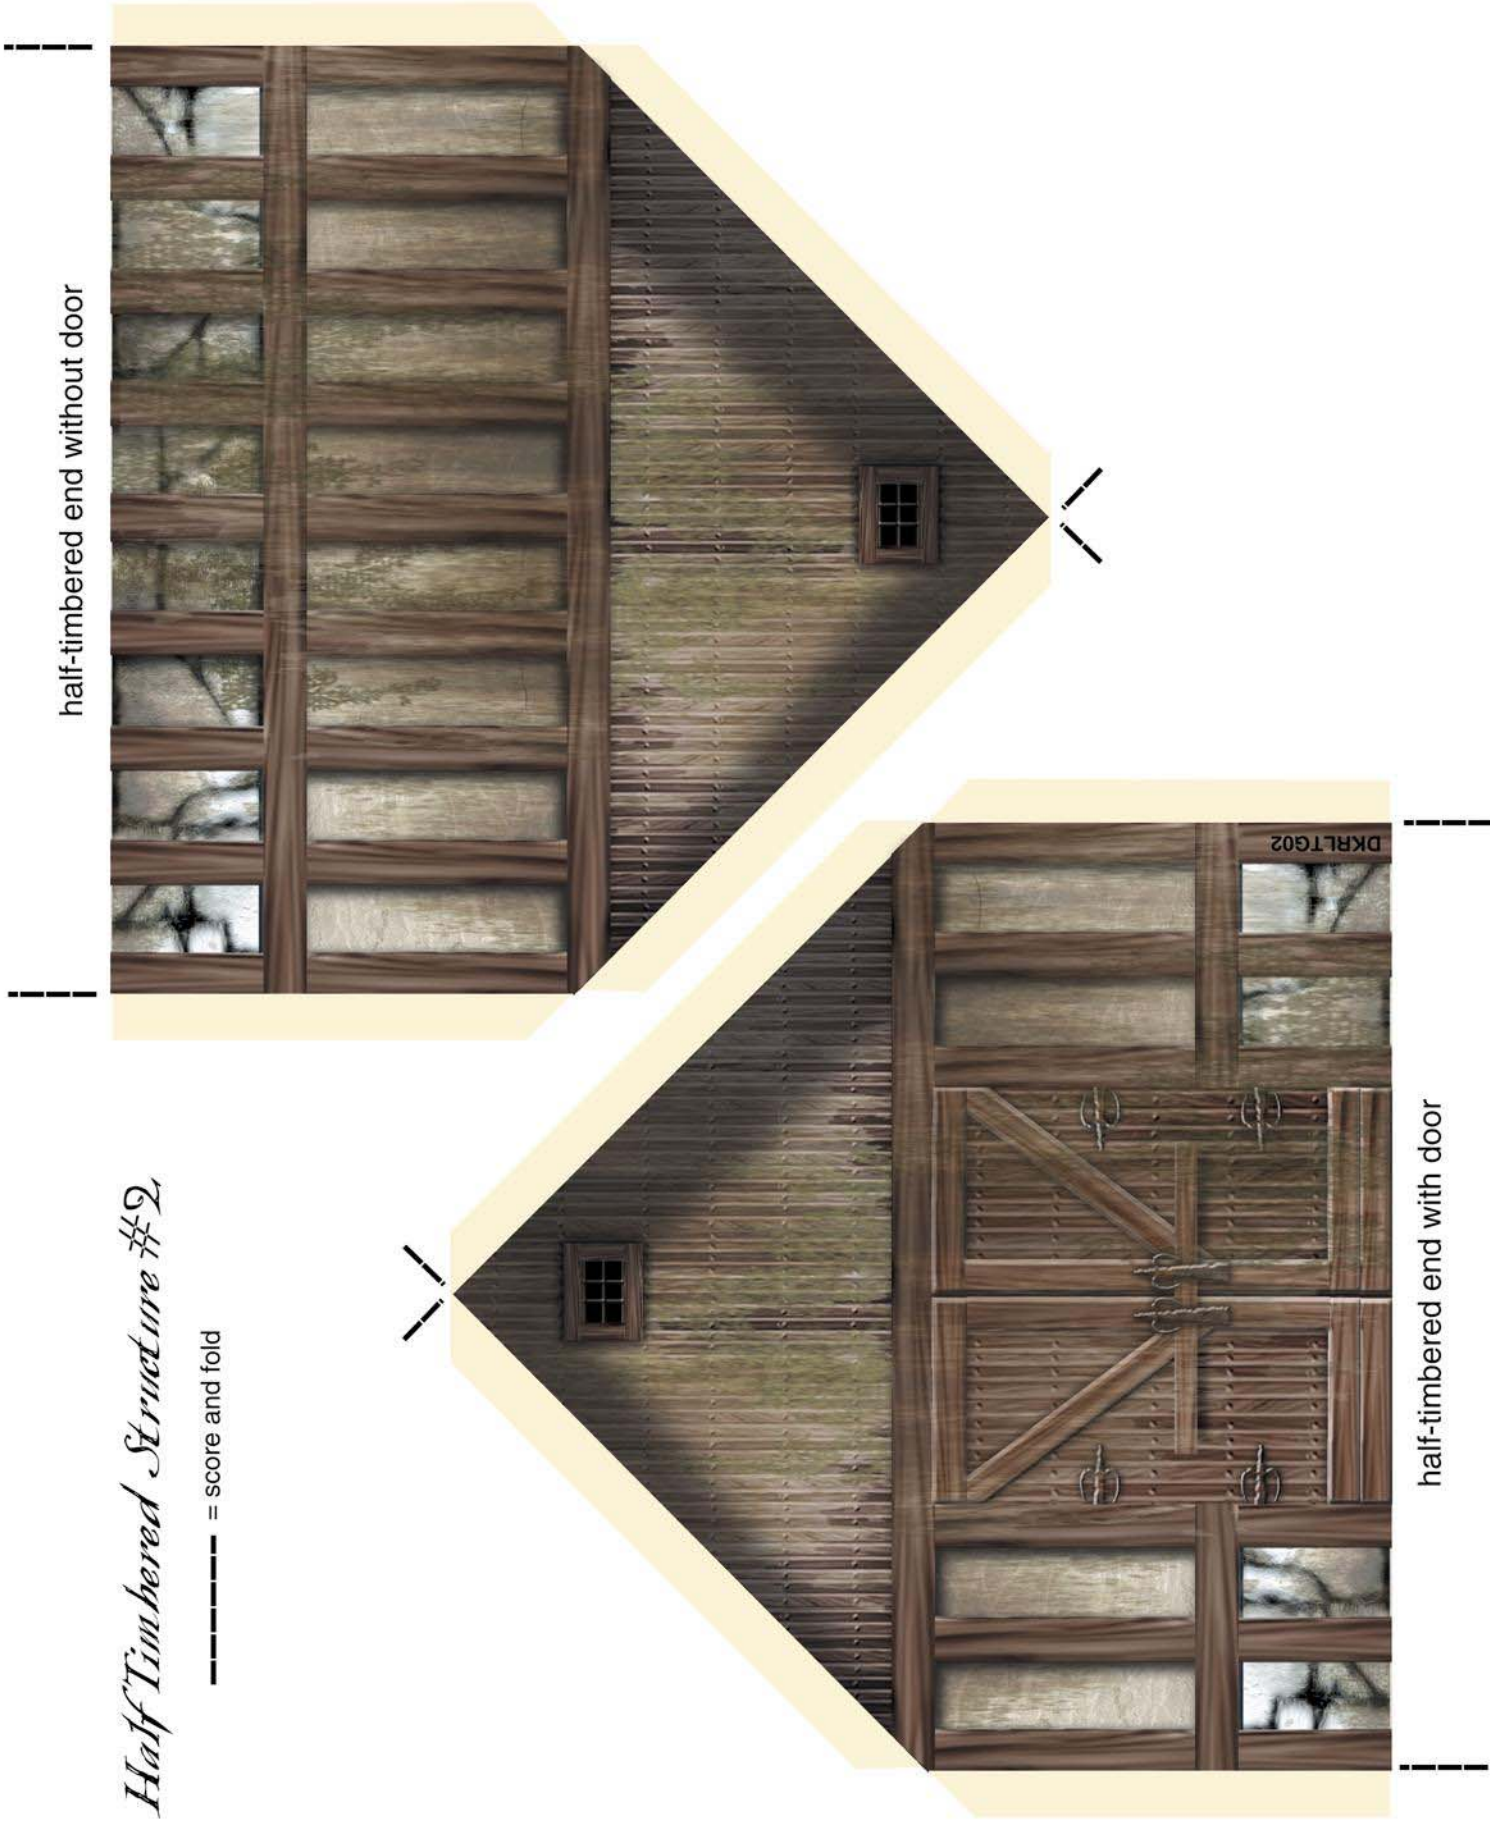 Half Timbered Structure #2
= score and fold
half-timbered end without door
half-timbered end with door
DKRLTG02